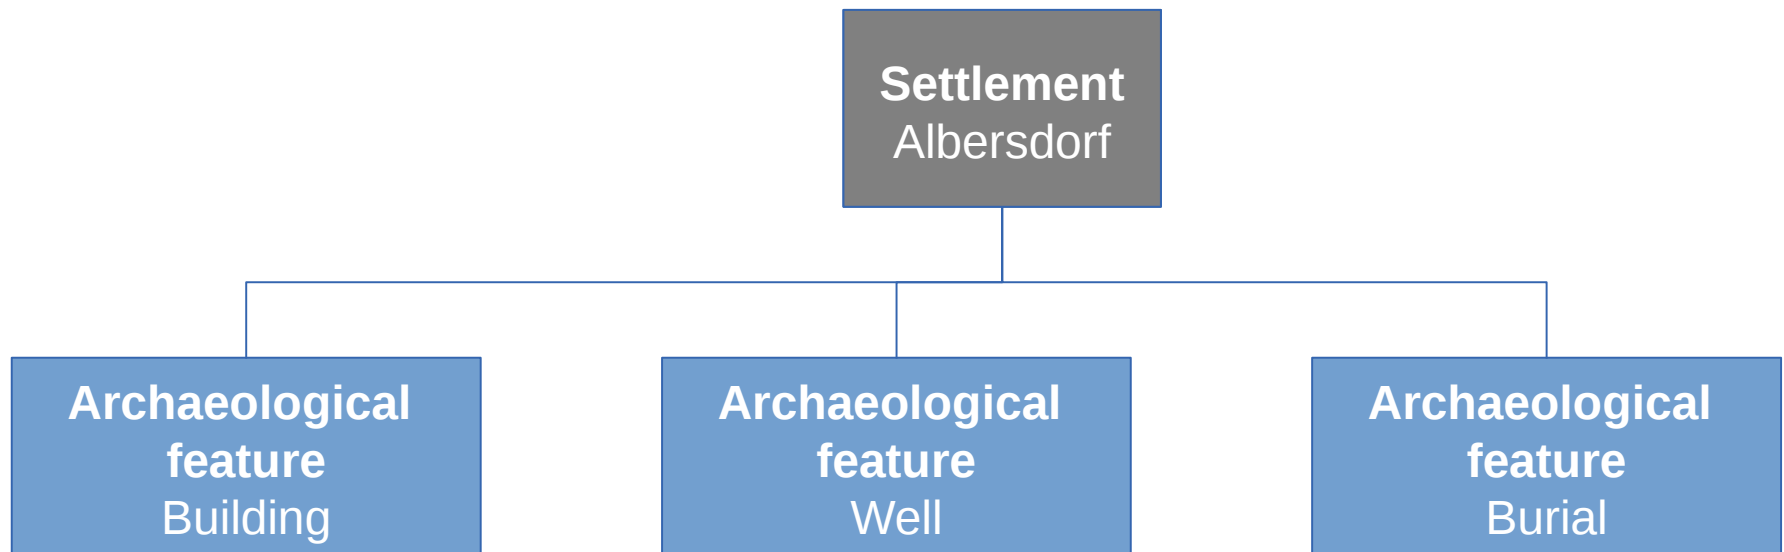 Settlement
Albersdorf
Archaeological
feature
Building
Archaeological
feature
Well
Archaeological
feature
Burial